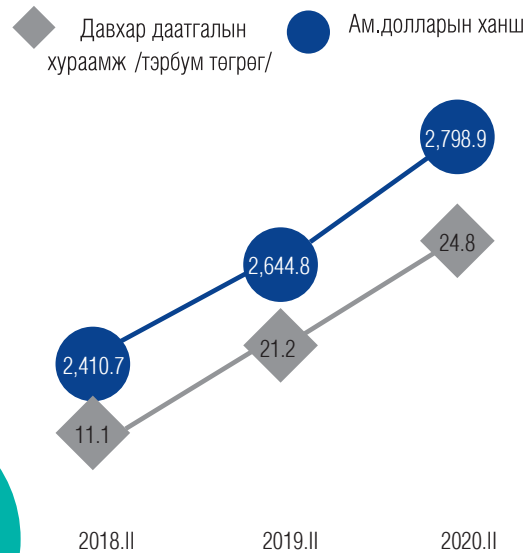 Давхар даатгалын
хураамж /тэрбум төгрөг/
Ам.долларын ханш
2,798.9
24.8
2,644.8
21.2
2,410.7
11.1
2018.II
2019.II
2020.II